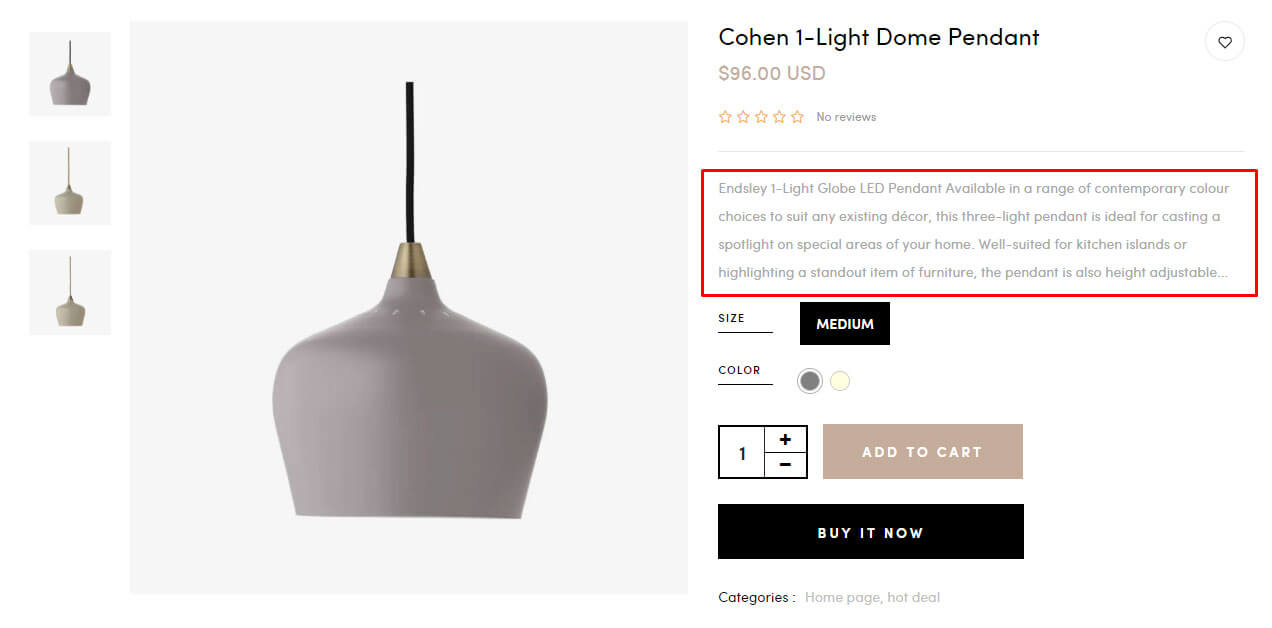 Cohen 1-Light Dome Pendant
$96.00 USD
No reviews
Endsley 1-Light Globe LED Pendant Available in a range of contemporary colour
choices to suit any existing décor, this three-light pendant is ideal for casting a
spotlight on special areas of your home. Well-suited for kitchen islands or
highlighting a standout item of furniture, the pendant is also height adjustable...
SIZE
MEDIUM
COLOR
1
+
−
ADD TO CART
BUY IT NOW
Categories : Home page, hot deal